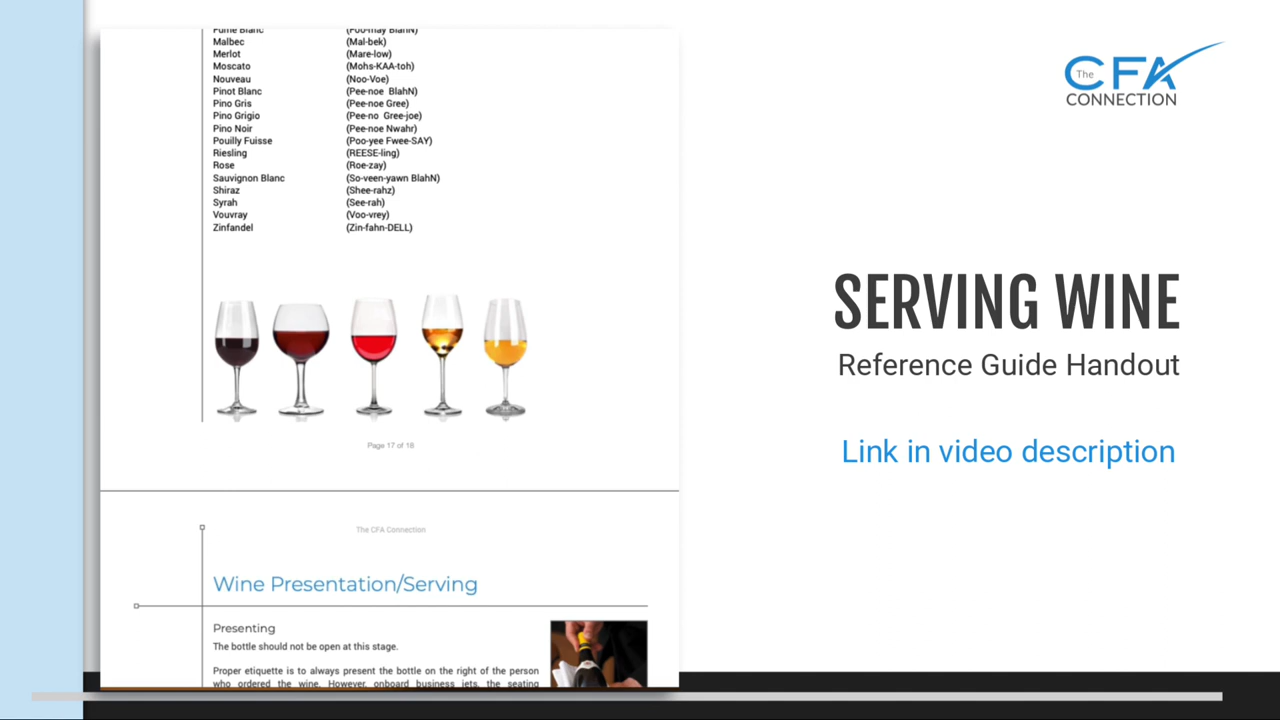 Fume Blanc (Foo-may BlahN)
Malbec (Mal-bek)
Merlot (Mare-low)
Moscato (Mohs-KAA-toh)
Nouveau (Noo-Voe)
Pinot Blanc (Pee-noe BlahN)
Pino Gris (Pee-noe Gree)
Pino Grigio (Pee-no Gree-joe)
Pino Noir (Pee-noe Nwahr)
Pouilly Fuisse (Poo-yee Fwee-SAY)
Riesling (REESE-ling)
Rose (Roe-zay)
Sauvignon Blanc (So-veen-yawn BlahN)
Shiraz (Shee-rahz)
Syrah (See-rah)
Vouvray (Voo-vrey)
Zinfandel (Zin-fahn-DELL)
Page 17 of 18
The CFA Connection
Wine Presentation/Serving
Presenting
The bottle should not be open at this stage.
Proper etiquette is to always present the bottle on the right of the person
who ordered the wine. However, onboard business jets, the seating
The CFA
CONNECTION
SERVING WINE
Reference Guide Handout
Link in video description